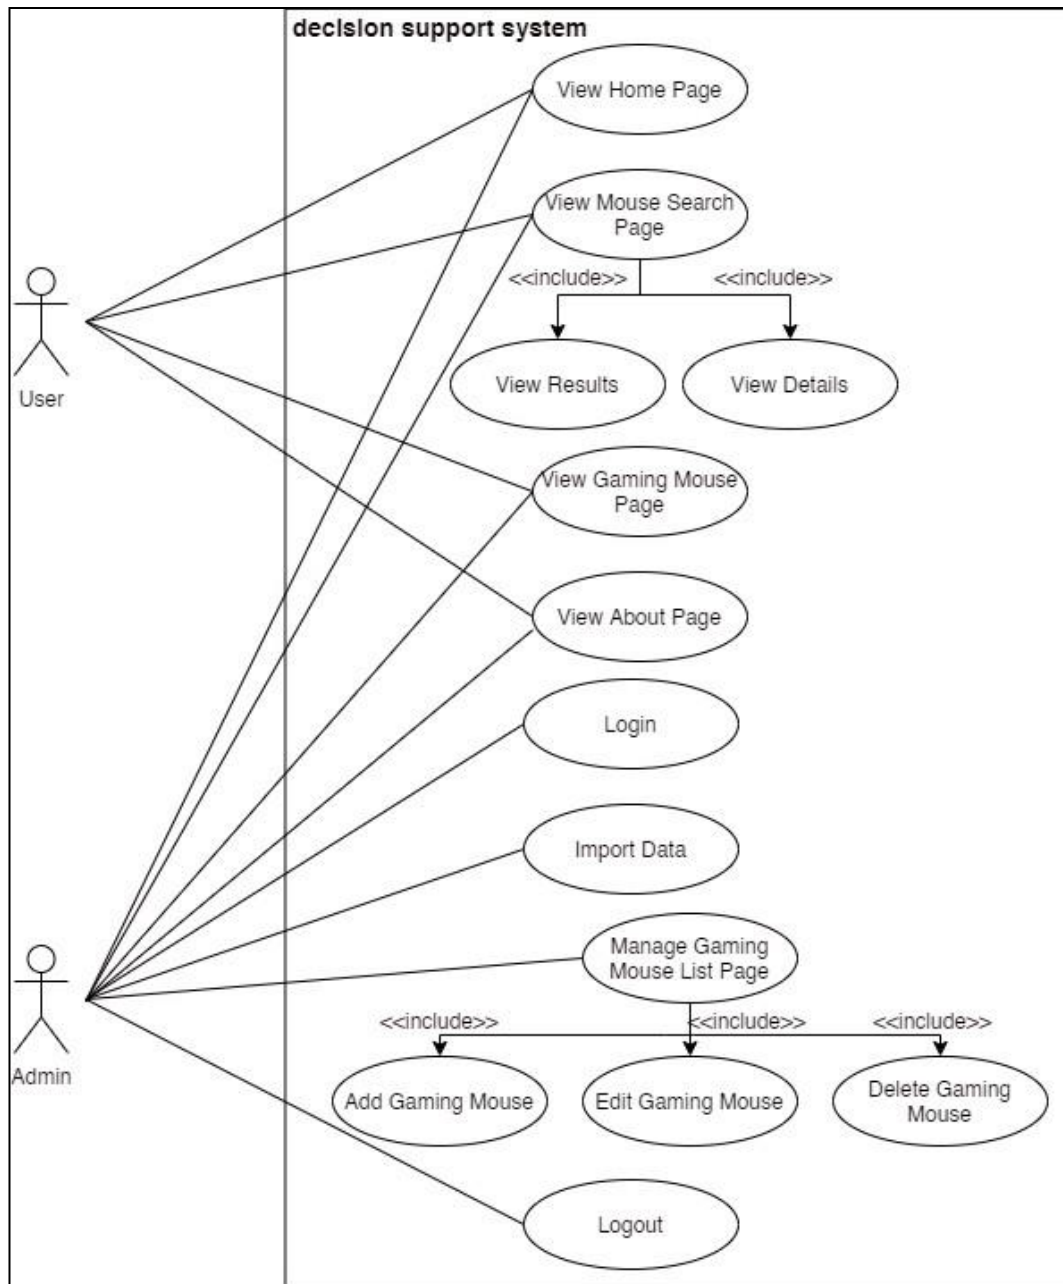 decision support system
View Home Page
View Mouse Search
Page
<<include>>
<<include>>
User
View Results
View Details
View Gaming Mouse
Page
View About Page
Login
Import Data
Manage Gaming
Mouse List Page
<<include>>
<<include>>
<<include>>
Admin
Add Gaming Mouse
Edit Gaming Mouse
Delete Gaming
Mouse
Logout